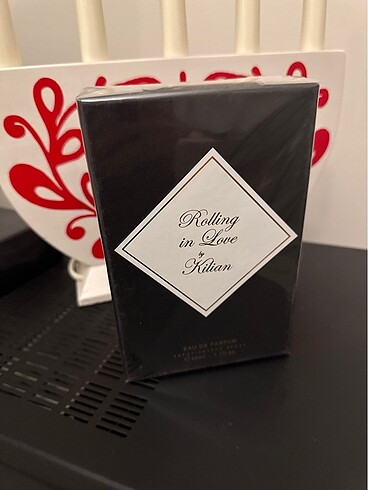 Rolling
in Love
by
Kilian
EAU DE PARFUM